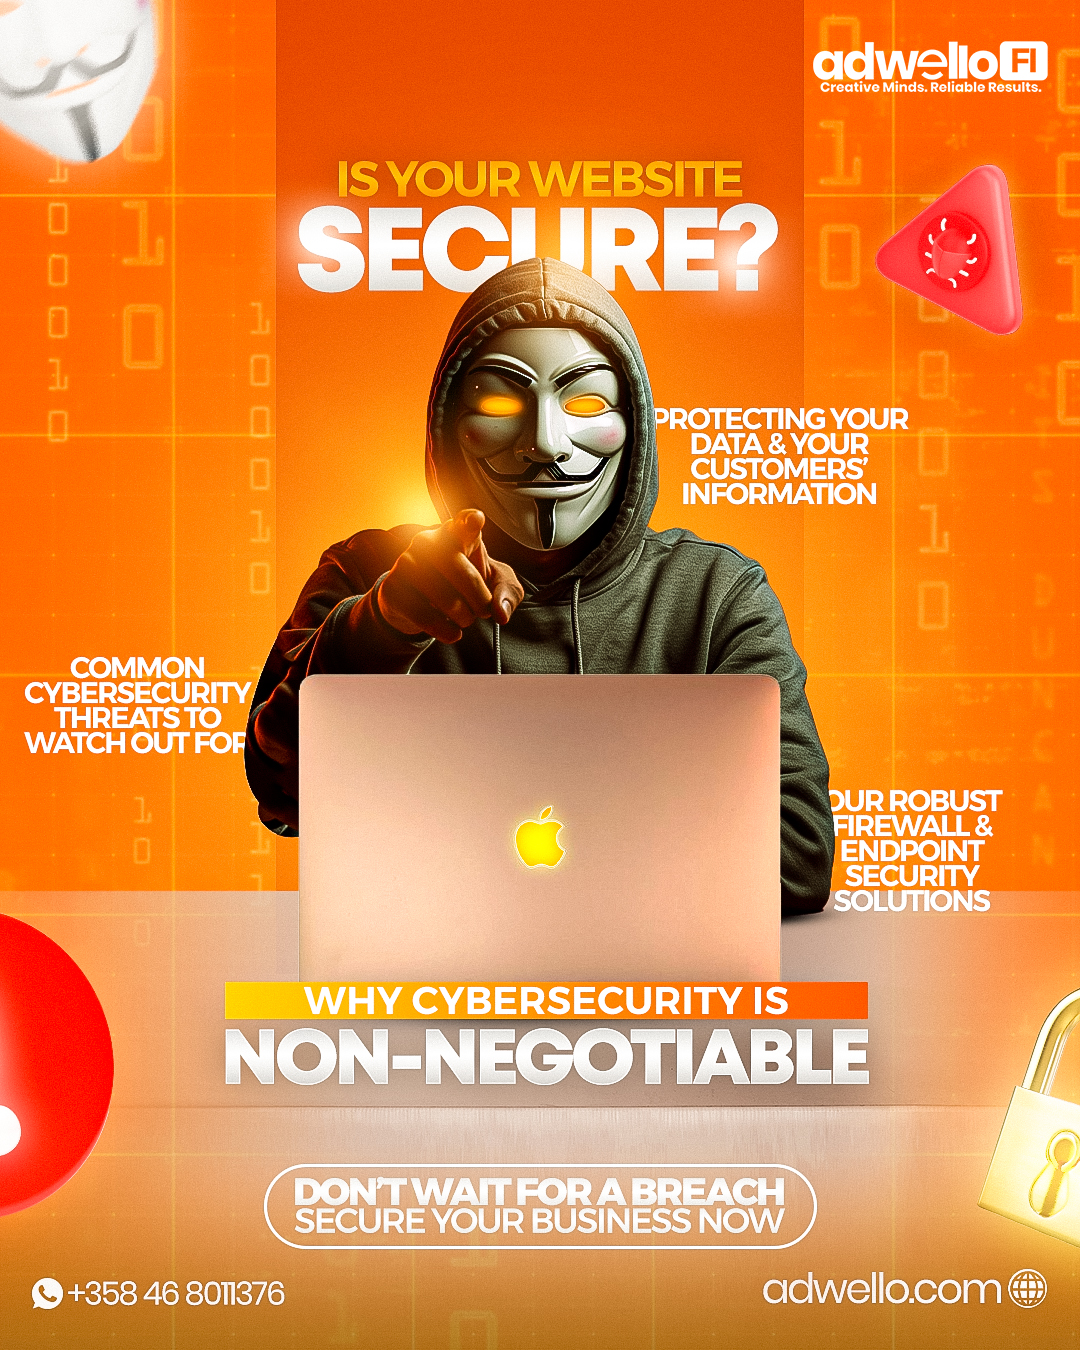 adwello FI
Creative Minds. Reliable Results.
IS YOUR WEBSITE
SECURE?
PROTECTING YOUR
DATA & YOUR
CUSTOMERS'
INFORMATION
COMMON
CYBERSECURITY
THREATS TO
WATCH OUT FOR
OUR ROBUST
FIREWALL &
ENDPOINT
SECURITY
SOLUTIONS
WHY CYBERSECURITY IS
NON-NEGOTIABLE
DON'T WAIT FOR A BREACH
SECURE YOUR BUSINESS NOW
+358 46 8011376
adwello.com